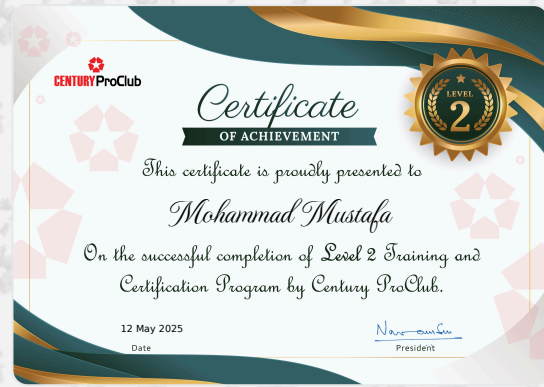 CENTURY ProClub
Certificate
OF ACHIEVEMENT
LEVEL
2
This certificate is proudly presented to
Mohammad Mustafa
On the successful completion of Level 2 Training and
Certification Program by Century ProClub.
12 May 2025
Date
President